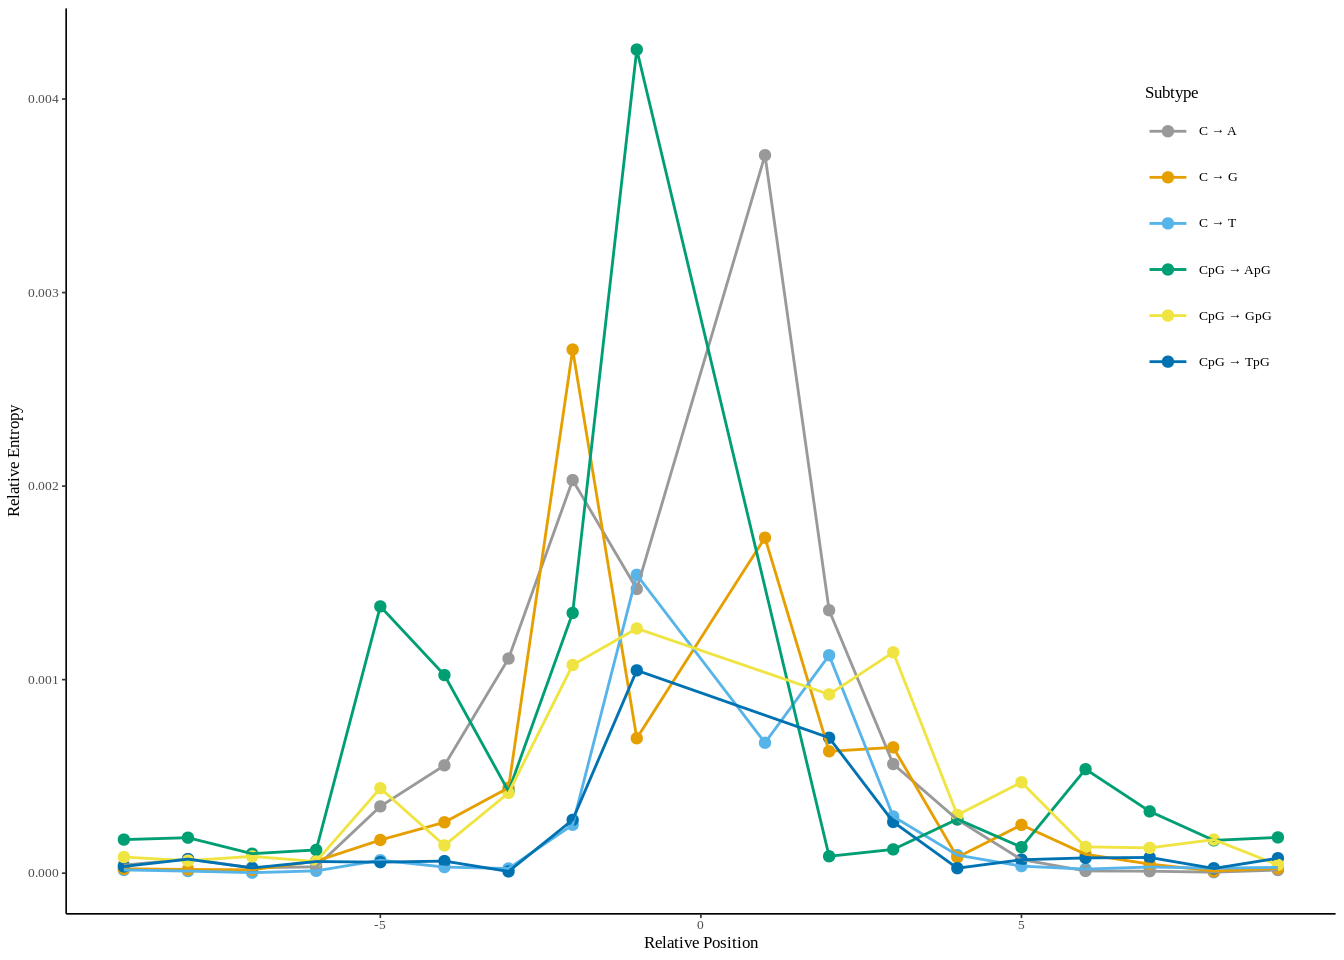 Subtype
C → A
C → G
C → T
CpG → ApG
CpG → GpG
CpG → TpG
0.004
0.003
0.002
0.001
0.000
Relative Entropy
-5
0
5
Relative Position